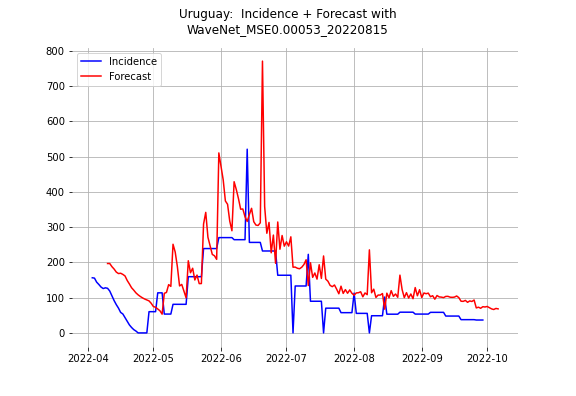 Uruguay:  Incidence + Forecast with
WaveNet_MSE0.00053_20220815
Incidence
Forecast
800
700
600
500
400
300
200
100
0
2022-04 2022-05 2022-06 2022-07 2022-08 2022-09 2022-10